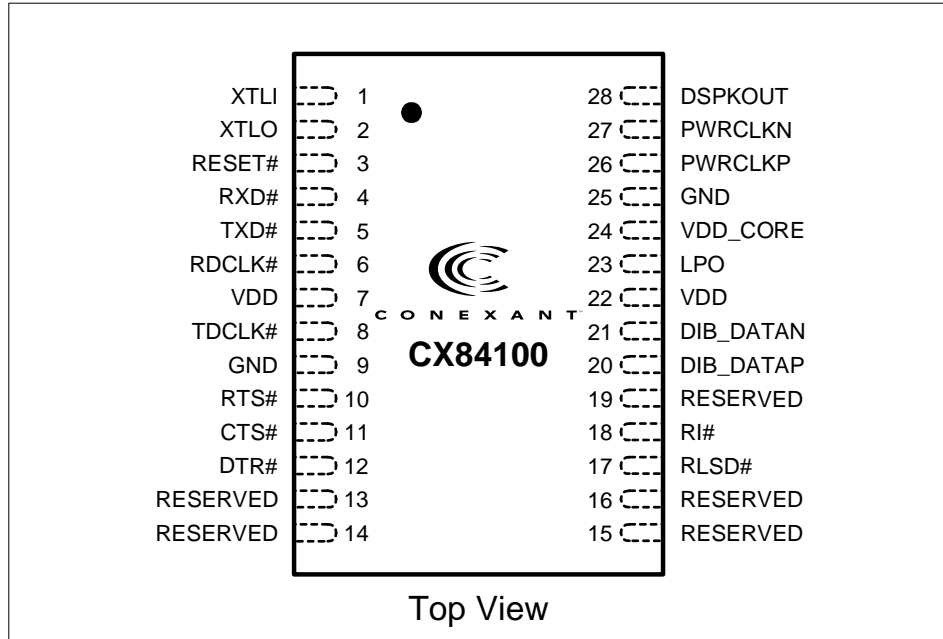 XTLI 1 28 DSPKOUT
XTLO 2 27 PWRCLKN
RESET# 3 26 PWRCLKP
RXD# 4 25 GND
TXD# 5 24 VDD_CORE
RDCLK# 6 23 LPO
VDD 7 22 VDD
CONEXANT™
TDCLK# 8 21 DIB_DATAN
CX84100
GND 9 20 DIB_DATAP
RTS# 10 19 RESERVED
CTS# 11 18 RI#
DTR# 12 17 RLSD#
RESERVED 13 16 RESERVED
RESERVED 14 15 RESERVED
Top View